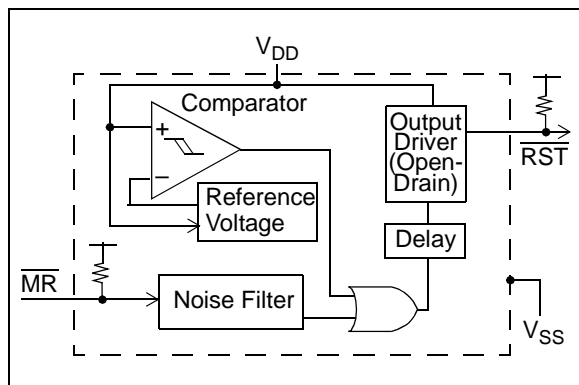 VDD
Comparator
+
−
Reference
Voltage
Output
Driver
(Open-
Drain)
RST
Delay
MR
Noise Filter
VSS